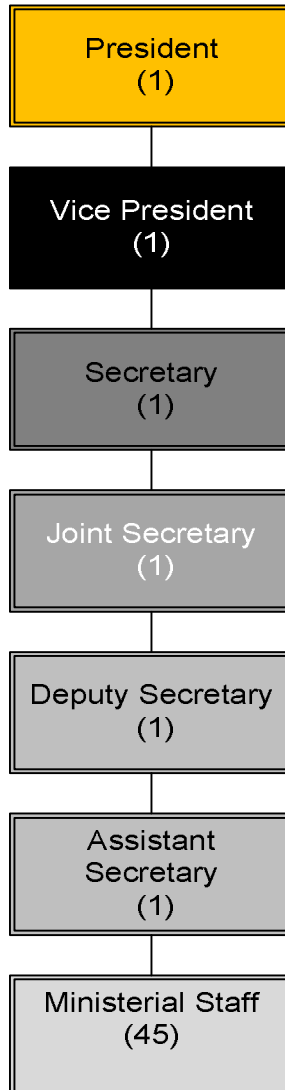 President
(1)
Vice President
(1)
Secretary
(1)
Joint Secretary
(1)
Deputy Secretary
(1)
Assistant
Secretary
(1)
Ministerial Staff
(45)